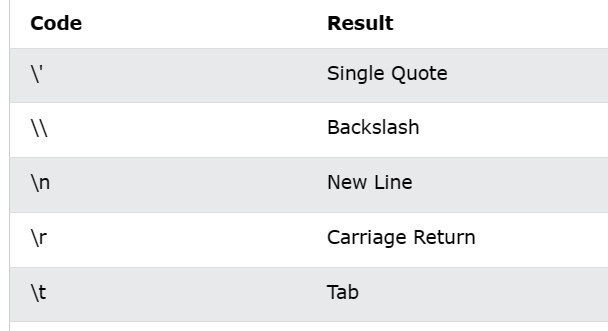 Code Result
\' Single Quote
\\ Backslash
\n New Line
\r Carriage Return
\t Tab